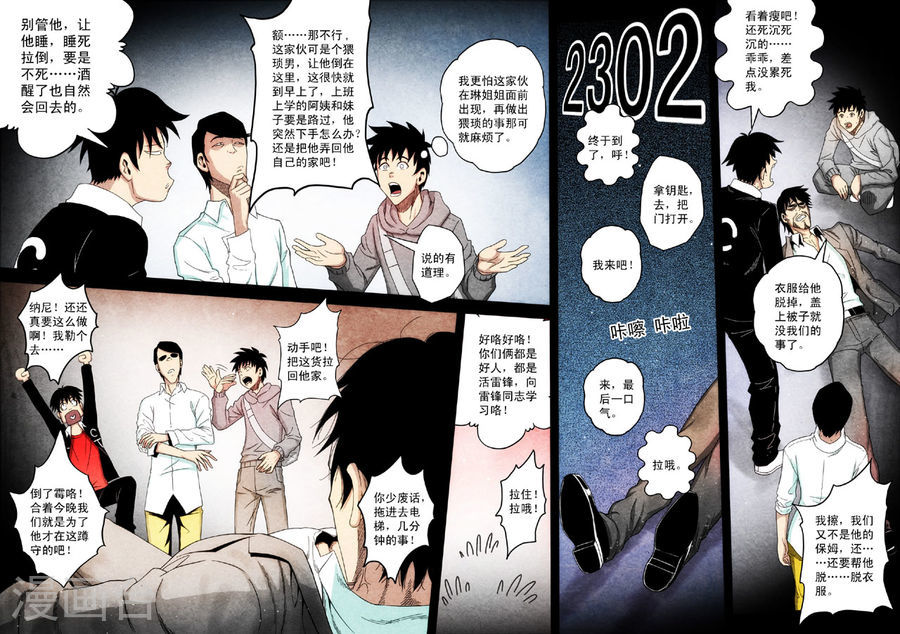 别管他，让
他睡，睡死
拉倒，要是
不死……酒
醒了也自然
会回去的。
额……那不行，
这家伙可是个猥
琐男，让他倒在
这里，这很快就
到早上了，上班
上学的阿姨和妹
子要是路过，他
突然下手怎么办？
还是把他弄回他
自己的家吧！
我更怕这家伙
在琳姐姐面前
出现，再做出
猥琐的事那可
就麻烦了。
说的有
道理。
纳尼！还还
真要这么做
啊！我勒个
去……
动手吧！
把这货拉
回他家。
倒了霉咯！
合着今晚我
们就是为了
他才在这蹲
守的吧！
你少废话，
拖进去电
梯，几分
钟的事！
好咯好咯！
你们俩都是
好人，都是
活雷锋，向
雷锋同志学
习咯！
拉住！
拉哦！
2302
终于到
了，呼！
拿钥匙，
去，把
门打开。
我来吧！
咔嚓 咔啦
来，最
后一口
气。
拉哦。
看着瘦吧！
还死沉死
沉的……
乖乖，差
点没累死
我。
衣服给他
脱掉，盖
上被子就
没我们的
事了。
我擦，我们
又不是他的
保姆，还…
…还要帮他
脱……脱衣
服。
漫画台